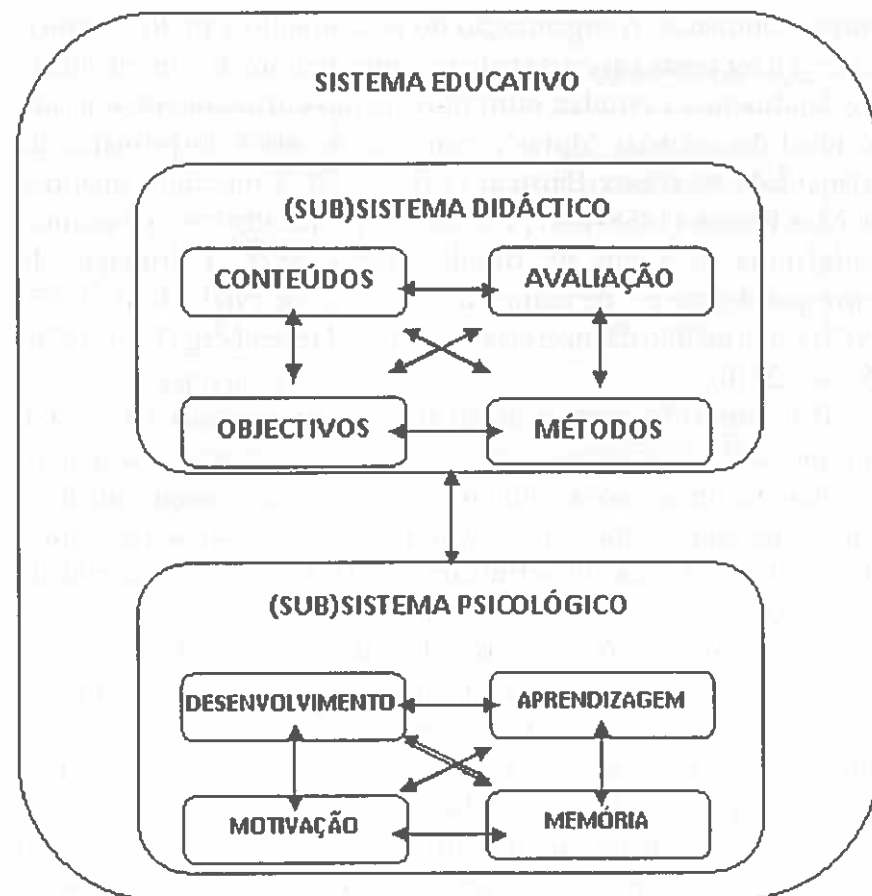 SISTEMA EDUCATIVO
(SUB)SISTEMA DIDÁCTICO
CONTEÚDOS
AVALIAÇÃO
OBJECTIVOS
MÉTODOS
(SUB)SISTEMA PSICOLÓGICO
DESENVOLVIMENTO
APRENDIZAGEM
MOTIVAÇÃO
MEMÓRIA